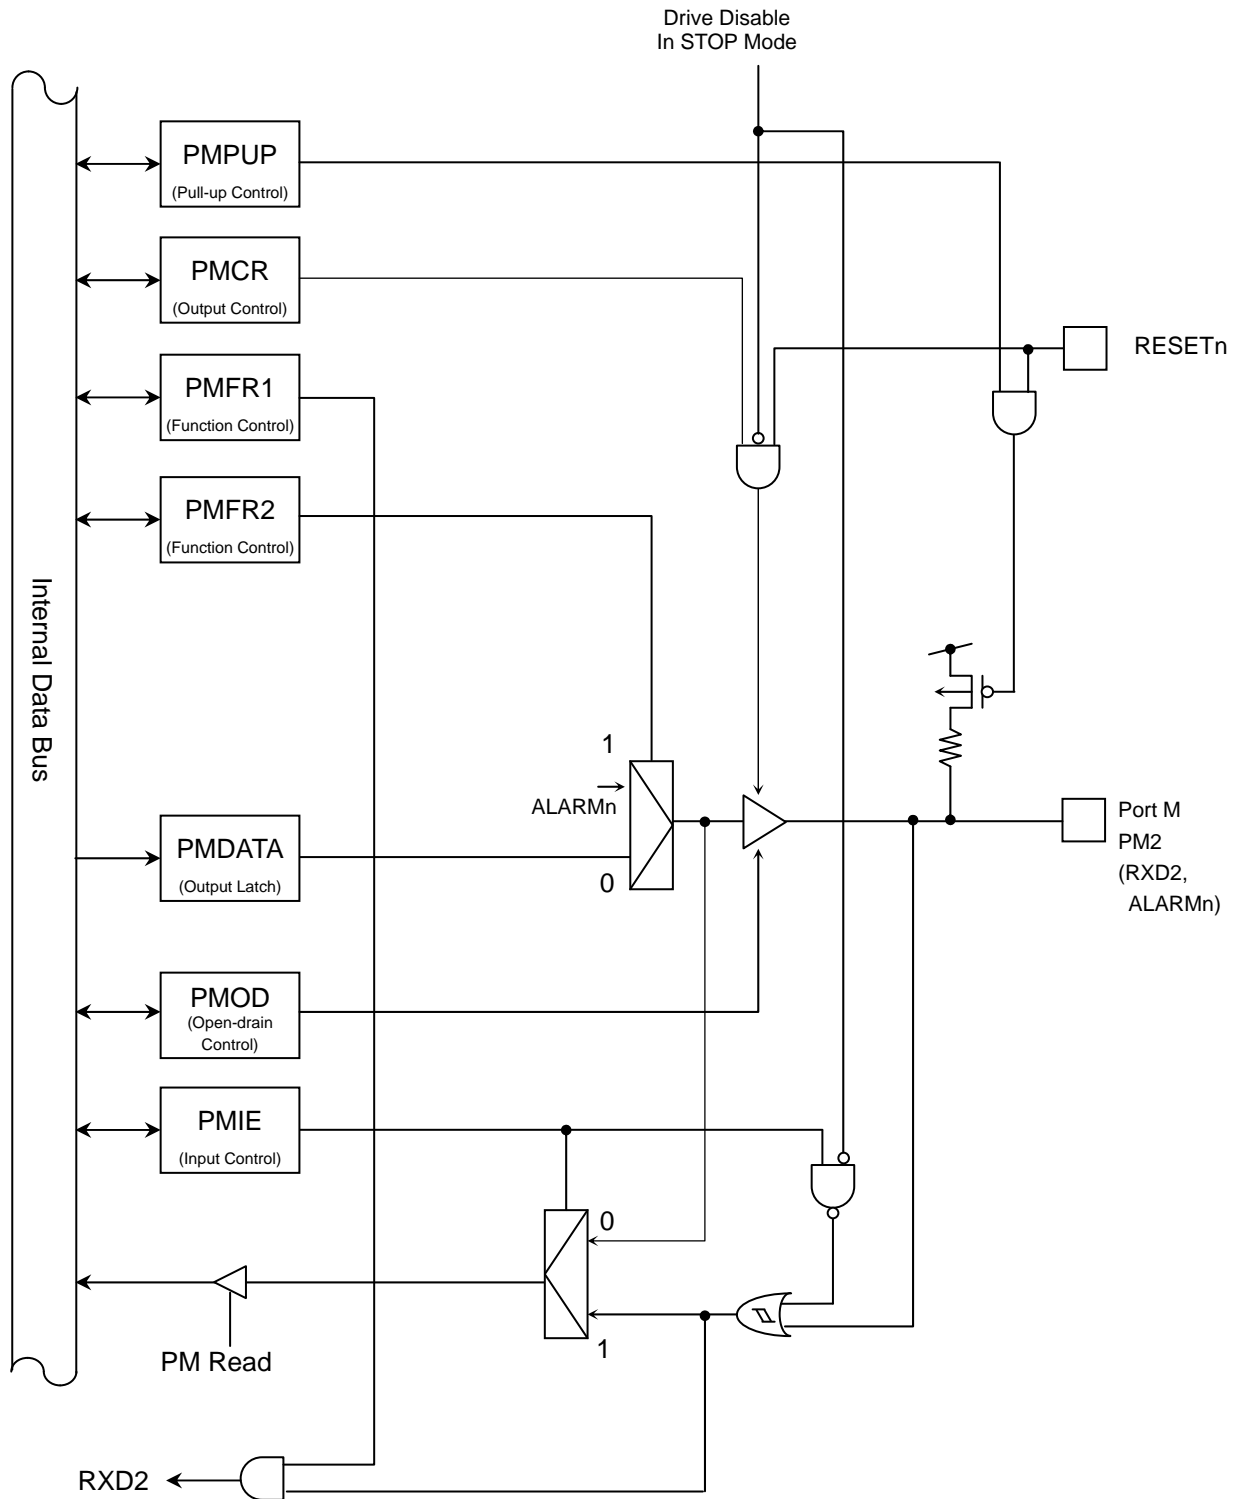 Drive Disable
In STOP Mode
PMPUP
(Pull-up Control)
PMCR
(Output Control)
RESETn
PMFR1
(Function Control)
PMFR2
(Function Control)
Internal Data Bus
1
ALARMn
0
Port M
PM2
(RXD2,
ALARMn)
PMDATA
(Output Latch)
PMOD
(Open-drain
Control)
PMIE
(Input Control)
0
1
PM Read
RXD2